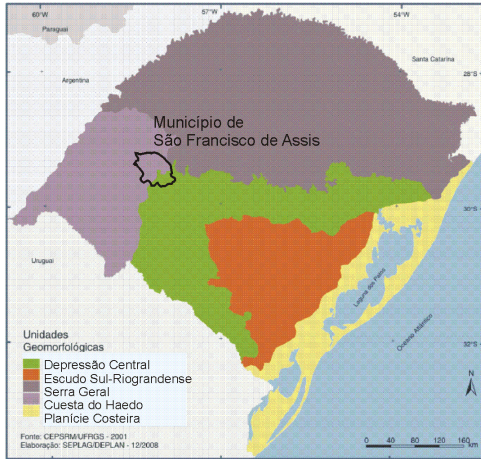 60°W
57°W
54°W
Paraguai
Santa Catarina
Argentina
28°S
Município de
São Francisco de Assis
30°S
Uruguai
Laguna dos Patos
Oceano Atlântico
32°S
Unidades
Geomorfológicas
Depressão Central
Escudo Sul-Riograndense
Serra Geral
Cuesta do Haedo
Planície Costeira
N
Fonte: CEPSRM/UFRGS - 2001
Elaboração: SEPLAG/DEPLAN - 12/2008
0 40 80 120 160
km